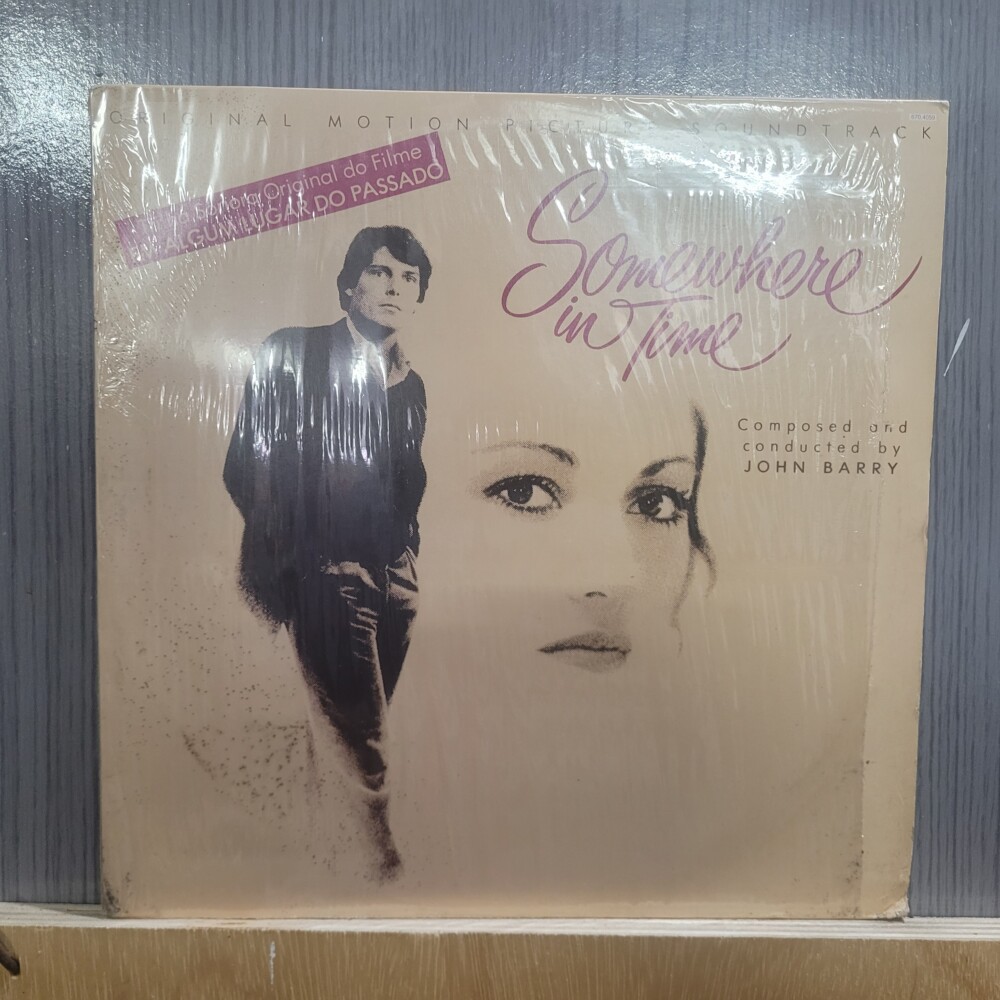 ORIGINAL MOTION PICTURE SOUNDTRACK
Sonora Original do Filme
ALGUM LUGAR DO PASSADO
Somewhere
in Time
Composed and
conducted by
JOHN BARRY